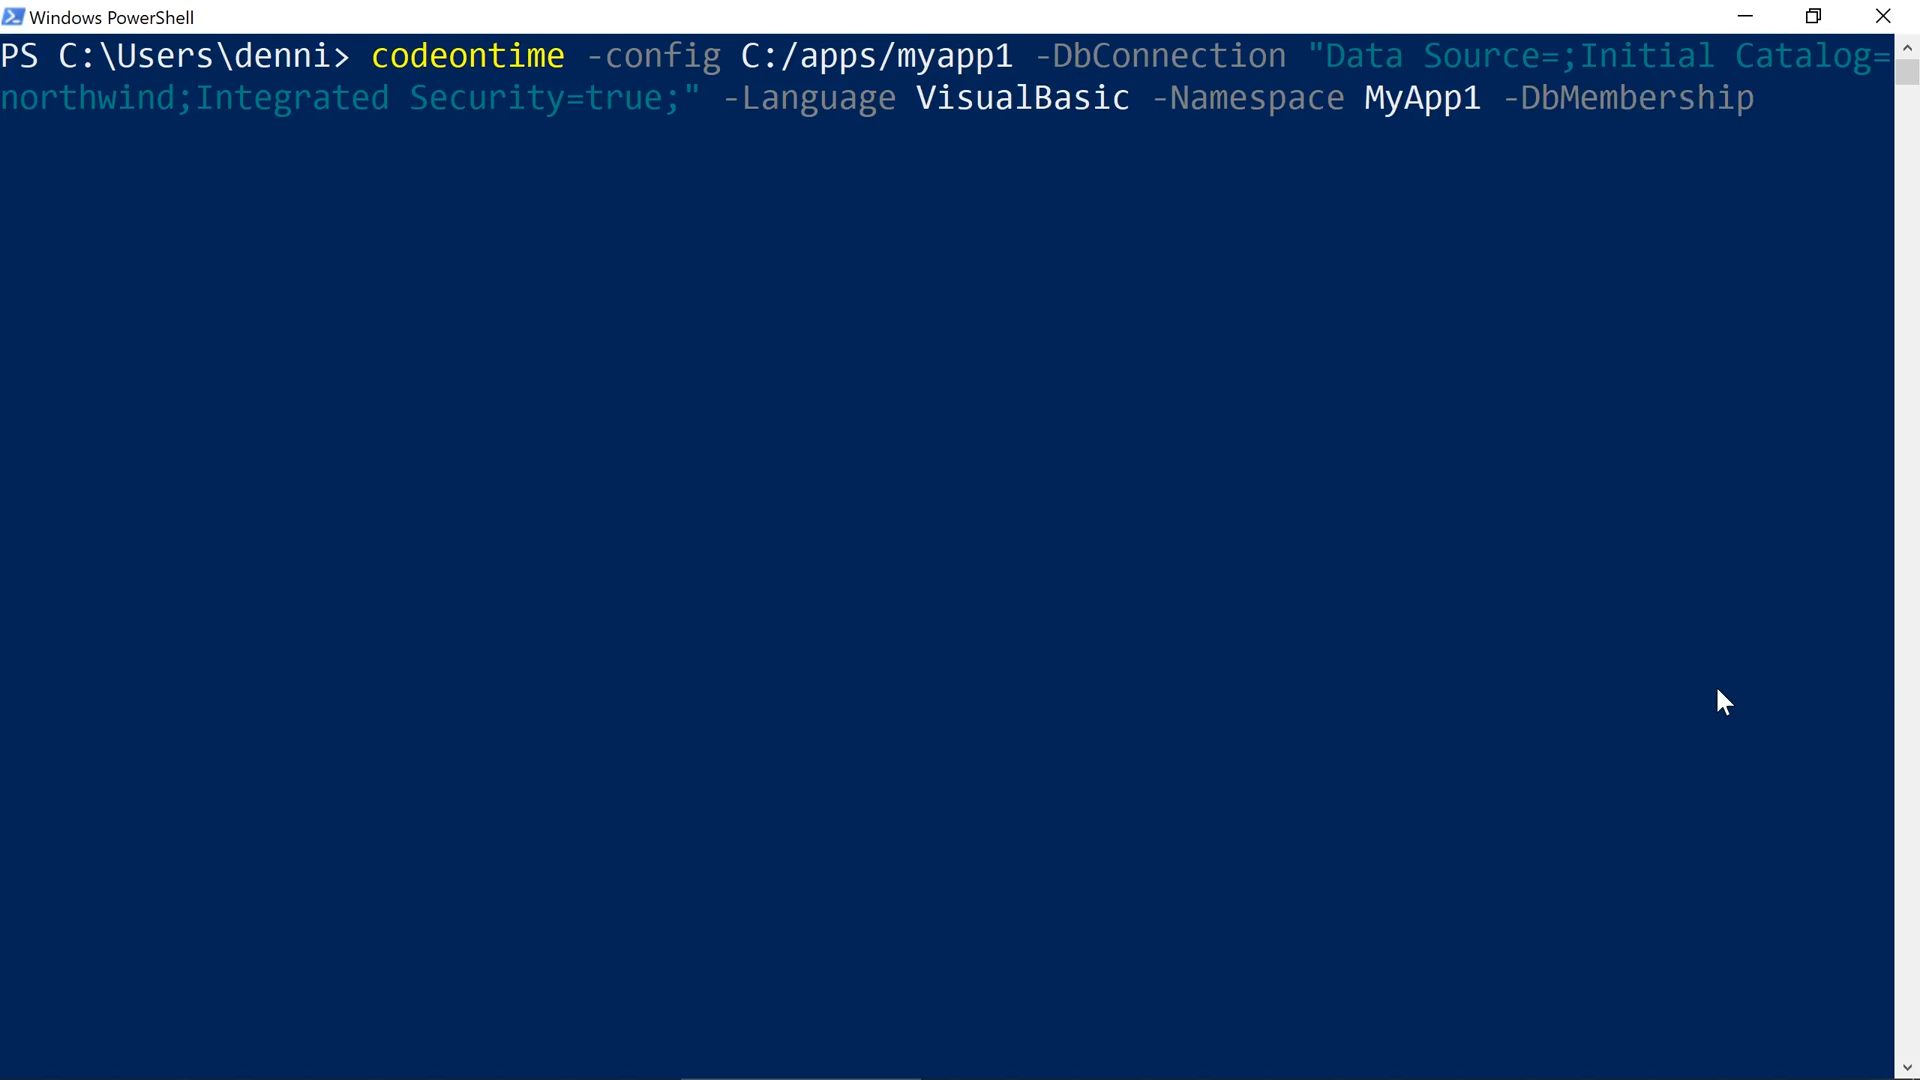 Windows PowerShell
PS C:\Users\denni> codeontime -config C:/apps/myapp1 -DbConnection "Data Source=;Initial Catalog=
northwind;Integrated Security=true;" -Language VisualBasic -Namespace MyApp1 -DbMembership